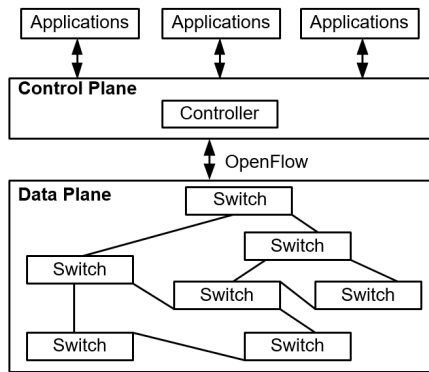 Applications Applications Applications
Control Plane
Controller
OpenFlow
Data Plane
Switch
Switch
Switch
Switch Switch
Switch Switch